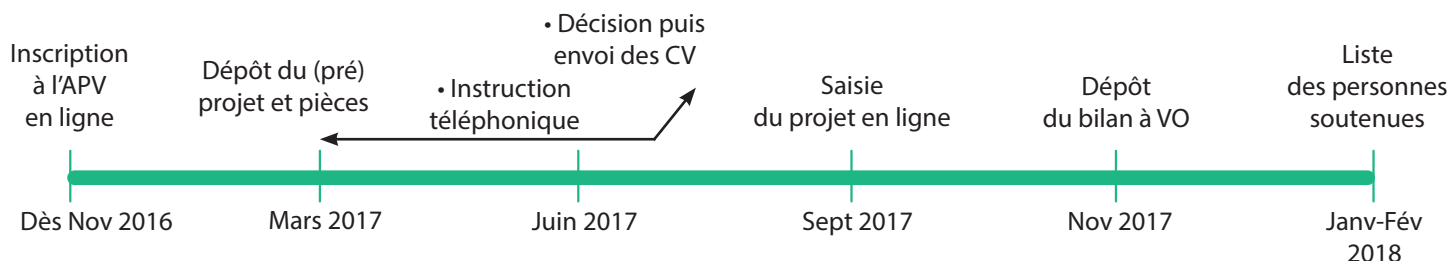 Inscription
à l'APV
en ligne
Dépôt du (pré)
projet et pièces
• Instruction
téléphonique
• Décision puis
envoi des CV
Saisie
du projet en ligne
Dépôt
du bilan à VO
Liste
des personnes
soutenues
Dès Nov 2016
Mars 2017
Juin 2017
Sept 2017
Nov 2017
Janv-Fév
2018